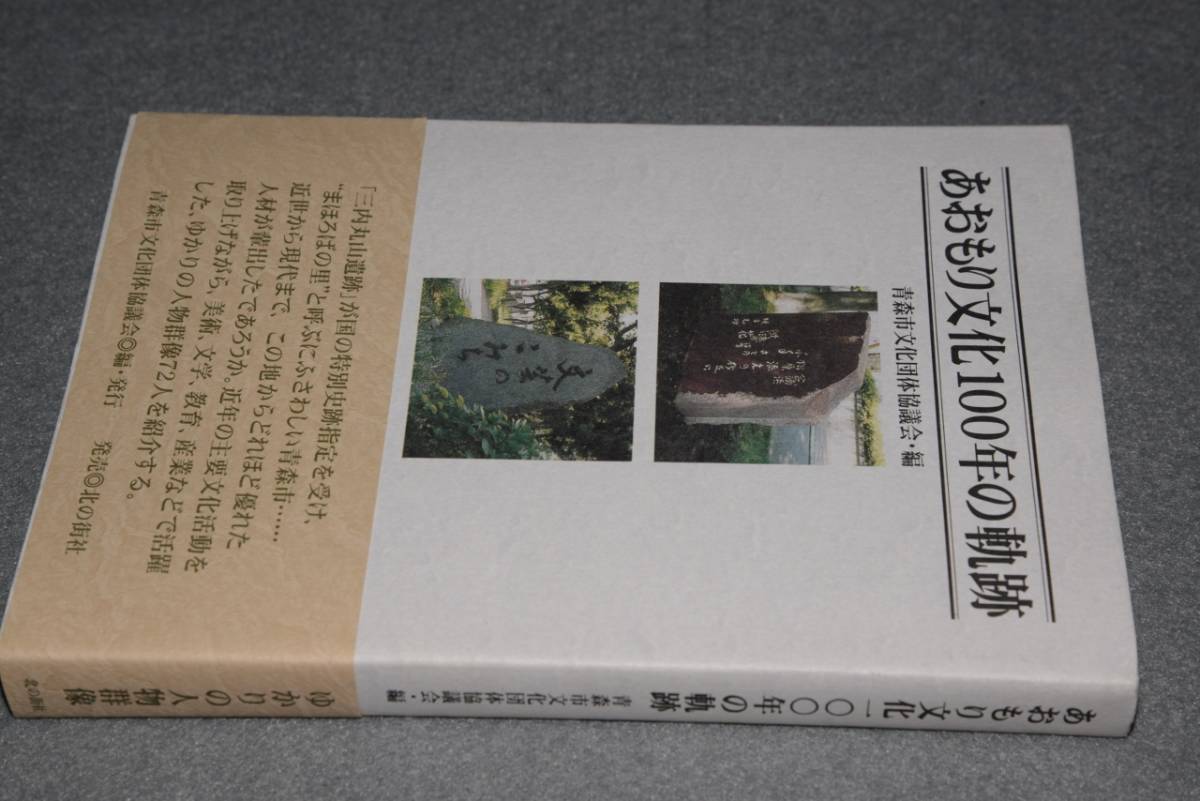 あおもり文化100年の軌跡
青森市文化団体協議会・編
文芸の
「三内丸山遺跡」が国の特別史跡指定を受け、
“まほろばの里”と呼ぶにふさわしい青森市……
近世から現代まで、この地からどれほど優れた
人材が輩出したであろうか。近年の主要文化活動を
取り上げながら、美術、文学、教育、産業などで活躍
した、ゆかりの人物群像72人を紹介する。
青森市文化団体協議会◎編・発行　発売◎北の街社
あおもり文化一〇〇年の軌跡
青森市文化団体協議会・編
ゆかりの人物群像
北の街社